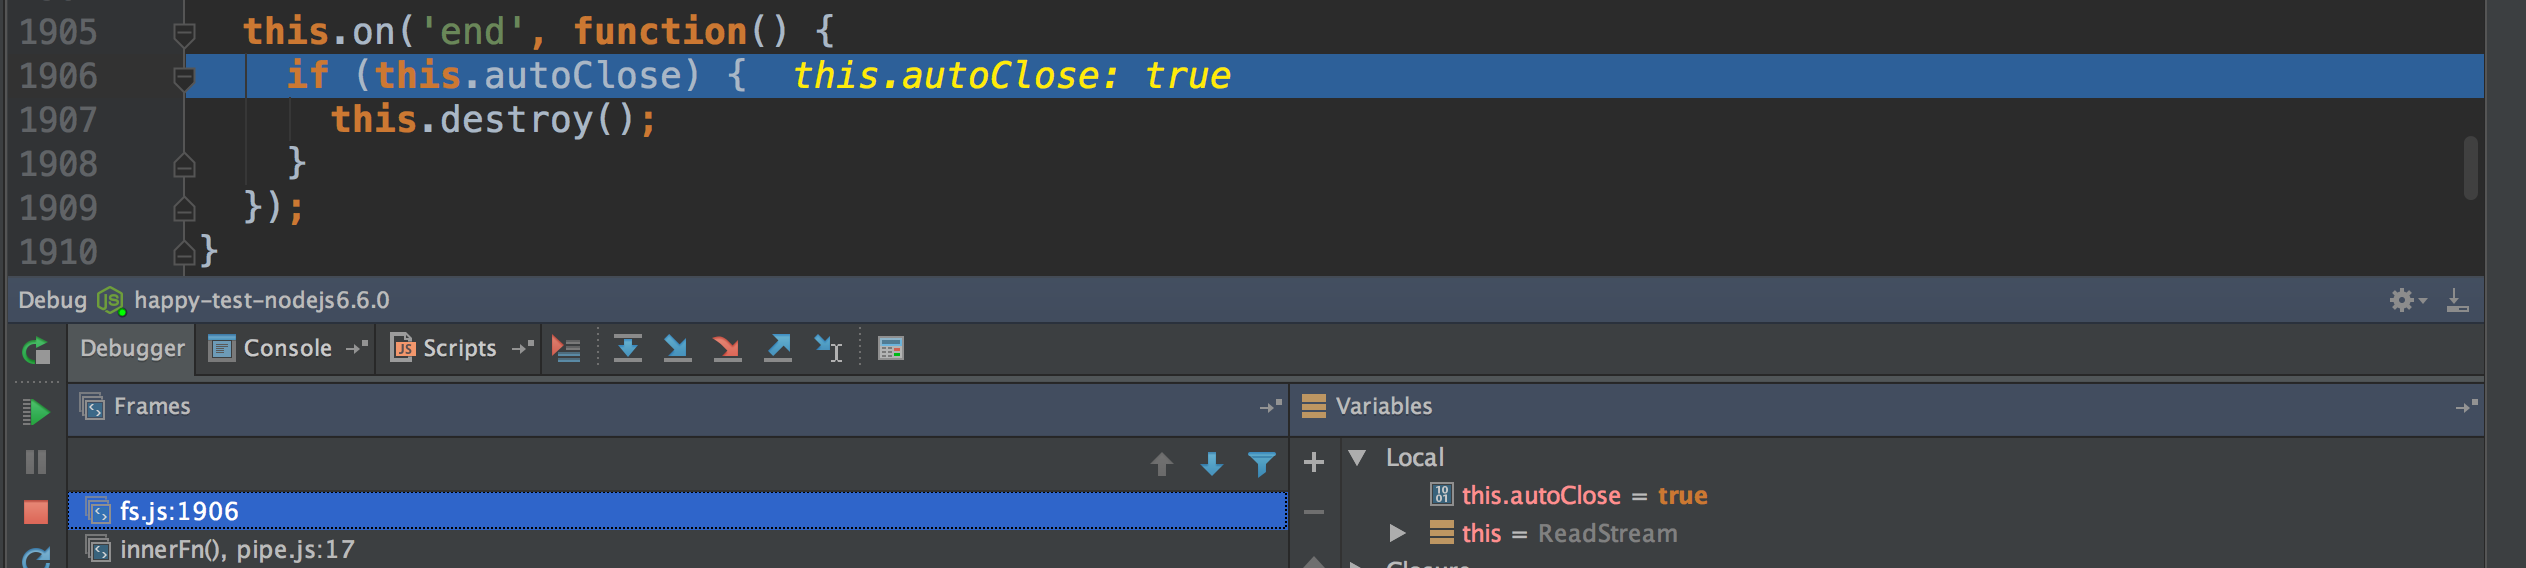 1905 this.on('end', function() {
1906 if (this.autoClose) { this.autoClose: true
1907 this.destroy();
1908 }
1909 });
1910 }
Debug happy-test-nodejs6.6.0
Debugger Console Scripts
Frames Variables
Local
this.autoClose = true
fs.js:1906
this = ReadStream
innerFn(), pipe.js:17
Closure